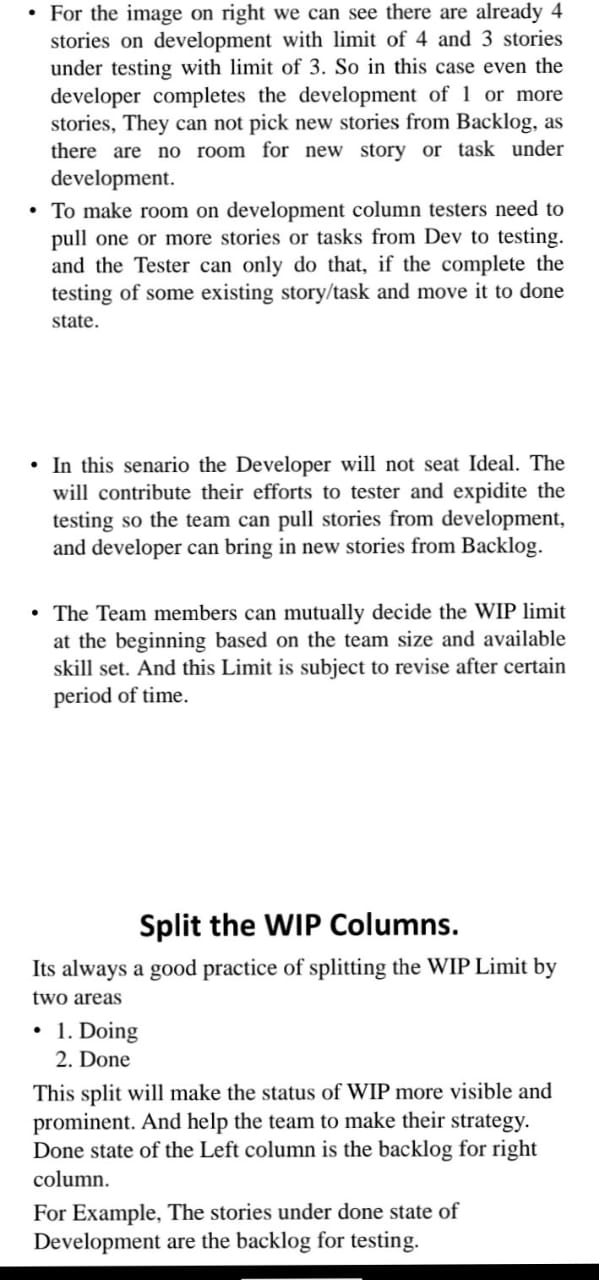 • For the image on right we can see there are already 4
stories on development with limit of 4 and 3 stories
under testing with limit of 3. So in this case even the
developer completes the development of 1 or more
stories, They can not pick new stories from Backlog, as
there are no room for new story or task under
development.
• To make room on development column testers need to
pull one or more stories or tasks from Dev to testing.
and the Tester can only do that, if the complete the
testing of some existing story/task and move it to done
state.
• In this senario the Developer will not seat Ideal. The
will contribute their efforts to tester and expidite the
testing so the team can pull stories from development,
and developer can bring in new stories from Backlog.
• The Team members can mutually decide the WIP limit
at the beginning based on the team size and available
skill set. And this Limit is subject to revise after certain
period of time.
Split the WIP Columns.
Its always a good practice of splitting the WIP Limit by
two areas
• 1. Doing
2. Done
This split will make the status of WIP more visible and
prominent. And help the team to make their strategy.
Done state of the Left column is the backlog for right
column.
For Example, The stories under done state of
Development are the backlog for testing.